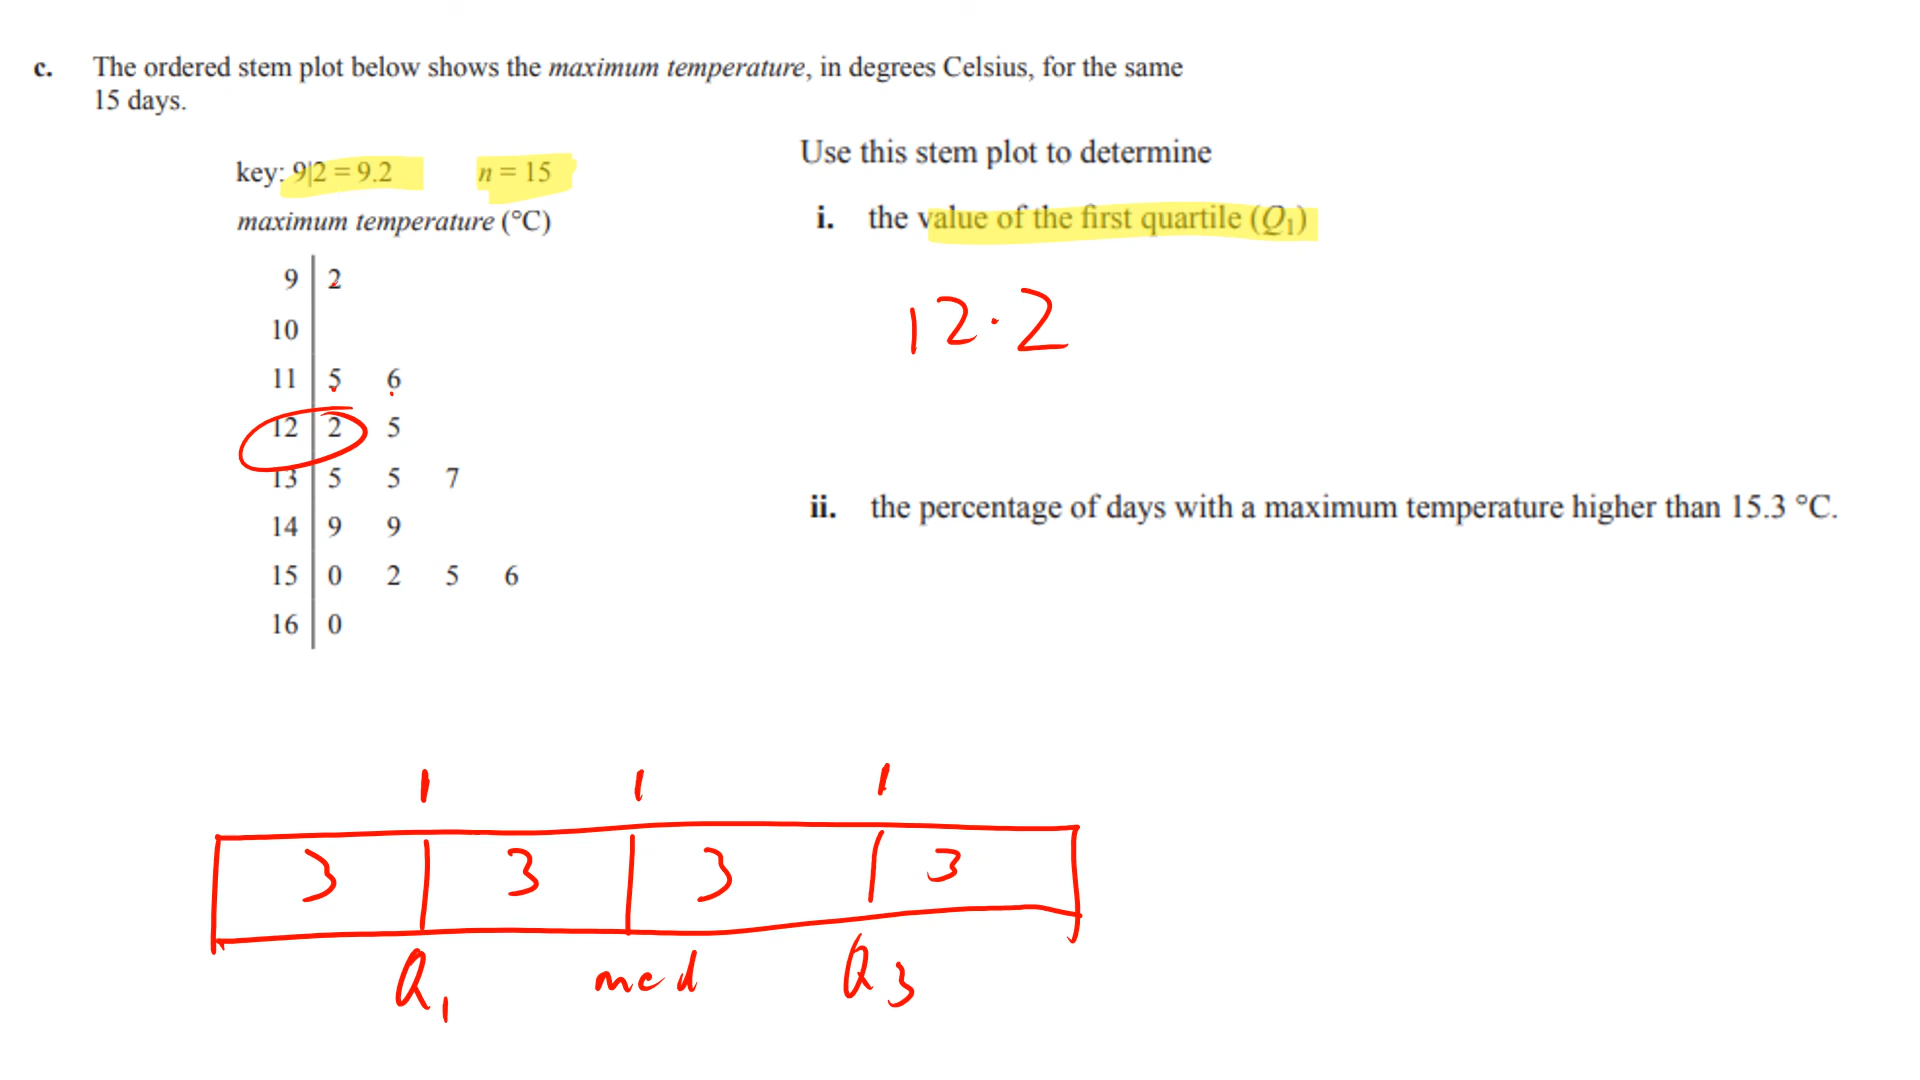 c. The ordered stem plot below shows the maximum temperature, in degrees Celsius, for the same
15 days.
key: 9|2 = 9.2 n = 15
maximum temperature (°C)
9 | 2
10 |
11 | 5 6
12 | 2 5
13 | 5 5 7
14 | 9 9
15 | 0 2 5 6
16 | 0
Use this stem plot to determine
i. the value of the first quartile (Q₁)
12.2
ii. the percentage of days with a maximum temperature higher than 15.3 °C.
1 1 1
3 3 3 3
Q₁ med Q3